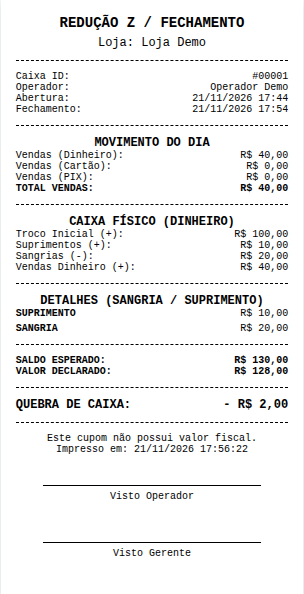 REDUÇÃO Z / FECHAMENTO
Loja: Loja Demo
Caixa ID: #00001
Operador: Operador Demo
Abertura: 21/11/2026 17:44
Fechamento: 21/11/2026 17:54
MOVIMENTO DO DIA
Vendas (Dinheiro): R$ 40,00
Vendas (Cartão): R$ 0,00
Vendas (PIX): R$ 0,00
TOTAL VENDAS: R$ 40,00
CAIXA FÍSICO (DINHEIRO)
Troco Inicial (+): R$ 100,00
Suprimentos (+): R$ 10,00
Sangrias (-): R$ 20,00
Vendas Dinheiro (+): R$ 40,00
DETALHES (SANGRIA / SUPRIMENTO)
SUPRIMENTO R$ 10,00
SANGRIA R$ 20,00
SALDO ESPERADO: R$ 130,00
VALOR DECLARADO: R$ 128,00
QUEBRA DE CAIXA: - R$ 2,00
Este cupom não possui valor fiscal.
Impresso em: 21/11/2026 17:56:22
Visto Operador
Visto Gerente